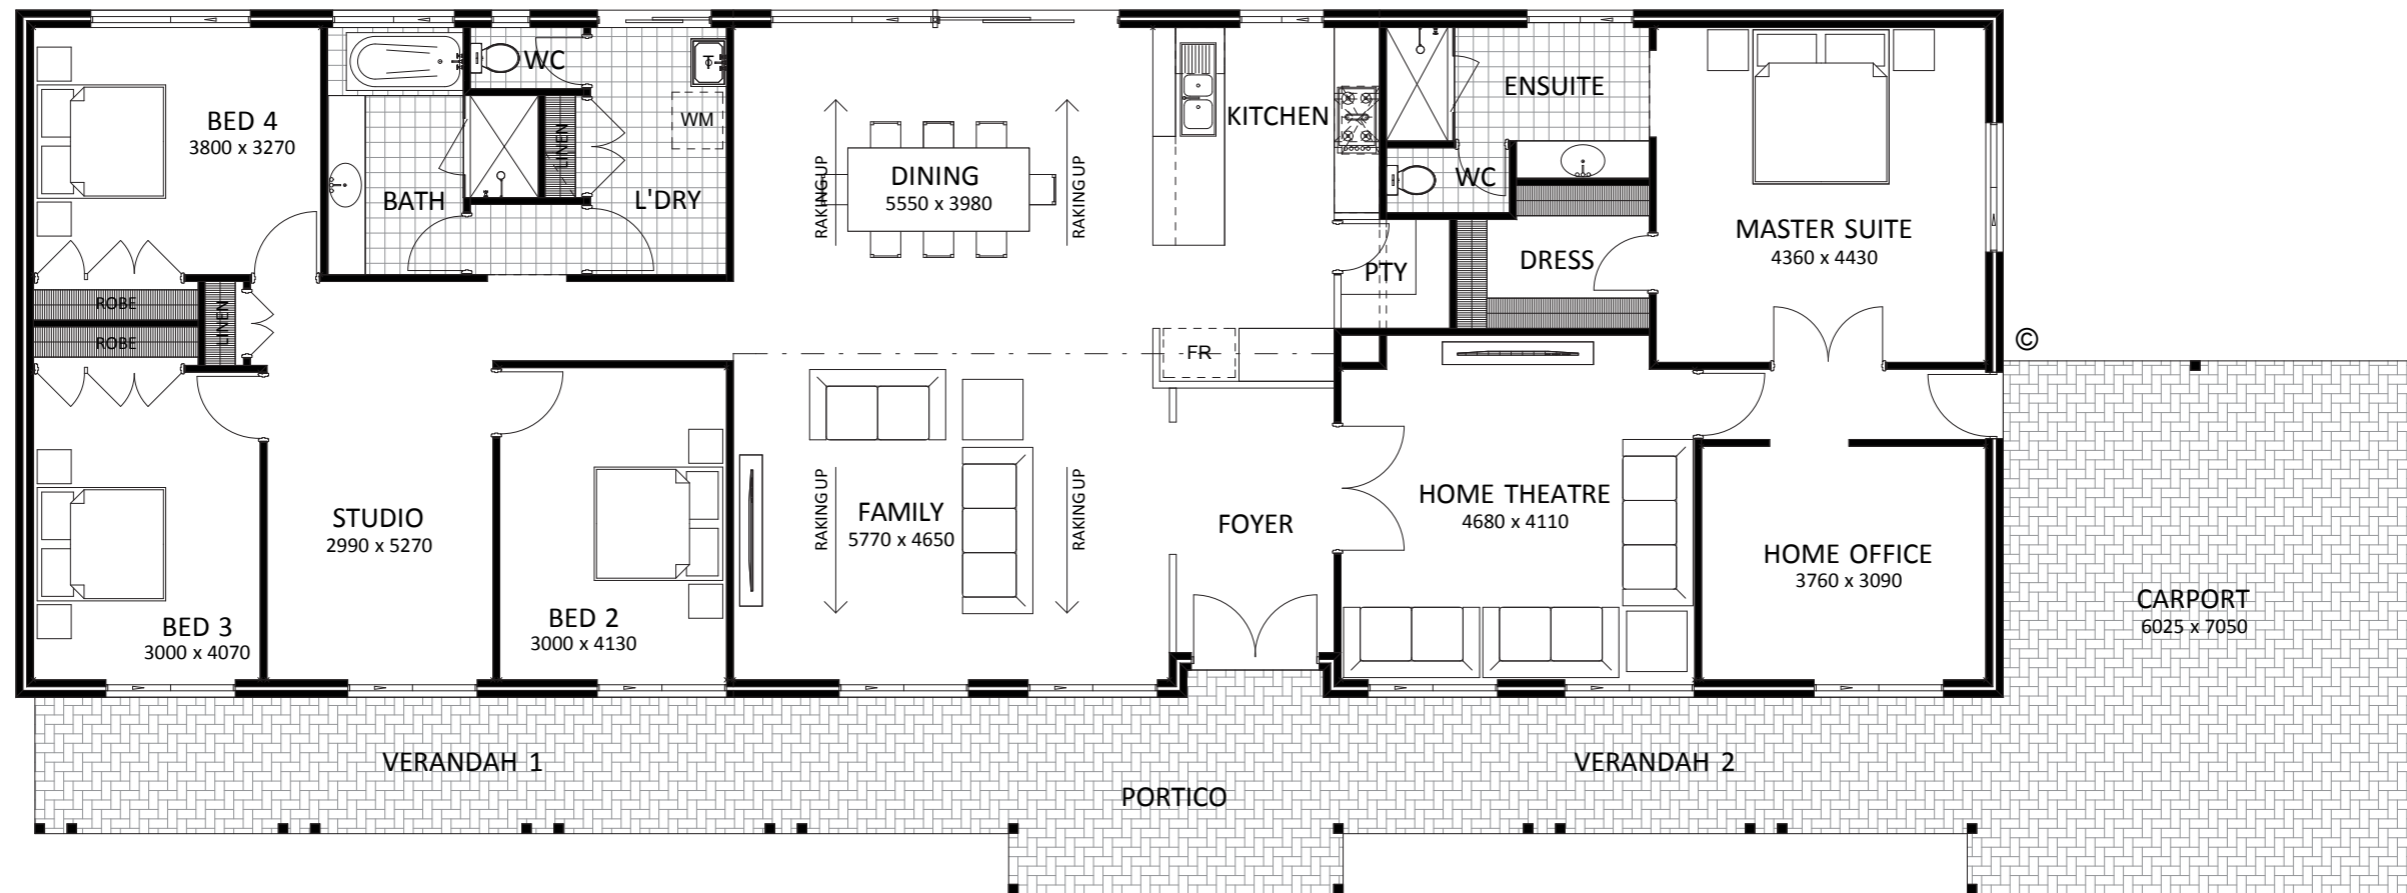 BED 4
3800 x 3270
BATH
WC
LINEN
L'DRY
WM
RAKING UP
DINING
5550 x 3980
RAKING UP
KITCHEN
PTY
ENSUITE
WC
DRESS
MASTER SUITE
4360 x 4430
ROBE
ROBE
LINEN
FR
©
BED 3
3000 x 4070
STUDIO
2990 x 5270
BED 2
3000 x 4130
RAKING UP
FAMILY
5770 x 4650
RAKING UP
FOYER
HOME THEATRE
4680 x 4110
HOME OFFICE
3760 x 3090
CARPORT
6025 x 7050
VERANDAH 1
PORTICO
VERANDAH 2